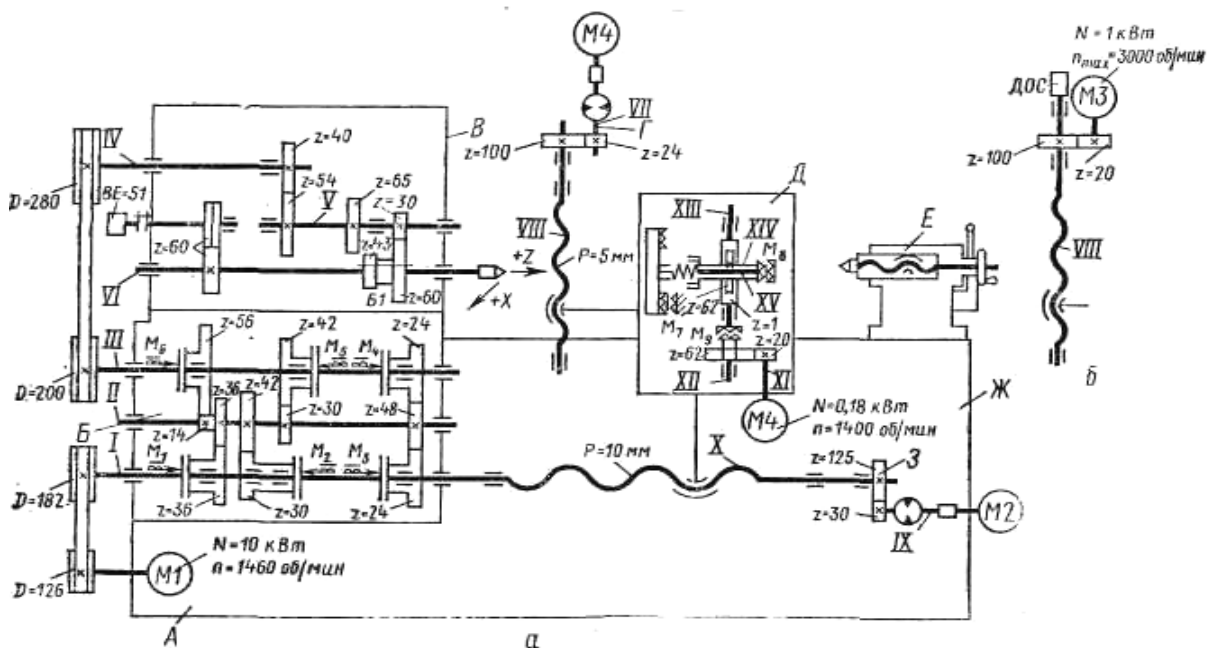 M4
N = 1 кВт
n max = 3000 об/мин
ДОС
M3
VII
Г
z=100
z=24
z=100
z=20
IV
z=40
В
D=280
BE=51
z=54
z=65
V
z=30
z=60
z=43
VI
Б1
z=60
+Z
+X
VIII
P=5 мм
Д
XIII
XIV
M8
XV
z=62
M7
M9
z=1
z=62
z=20
XII
XI
M4
N=0,18 кВт
n=1400 об/мин
Е
VIII
б
Ж
III
M6
z=56
z=42
M5
M4
z=24
D=200
II
z=36
z=42
z=30
z=48
Б
z=14
I
M1
M2
M3
D=182
z=36
z=30
z=24
P=10 мм
X
z=125
З
z=30
IX
M2
D=126
M1
N=10 кВт
n=1460 об/мин
А
а